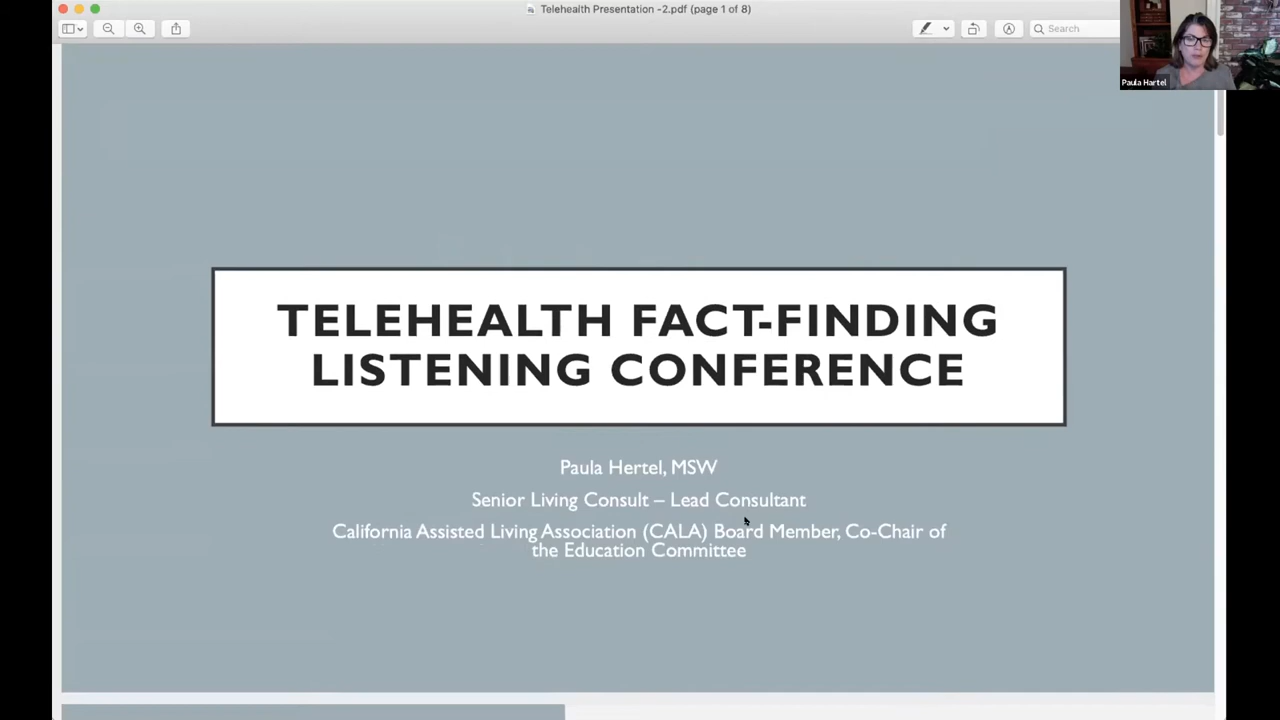 Telehealth Presentation -2.pdf (page 1 of 8)
Search
Paula Hartel
TELEHEALTH FACT-FINDING
LISTENING CONFERENCE
Paula Hertel, MSW
Senior Living Consult – Lead Consultant
California Assisted Living Association (CALA) Board Member, Co-Chair of
the Education Committee